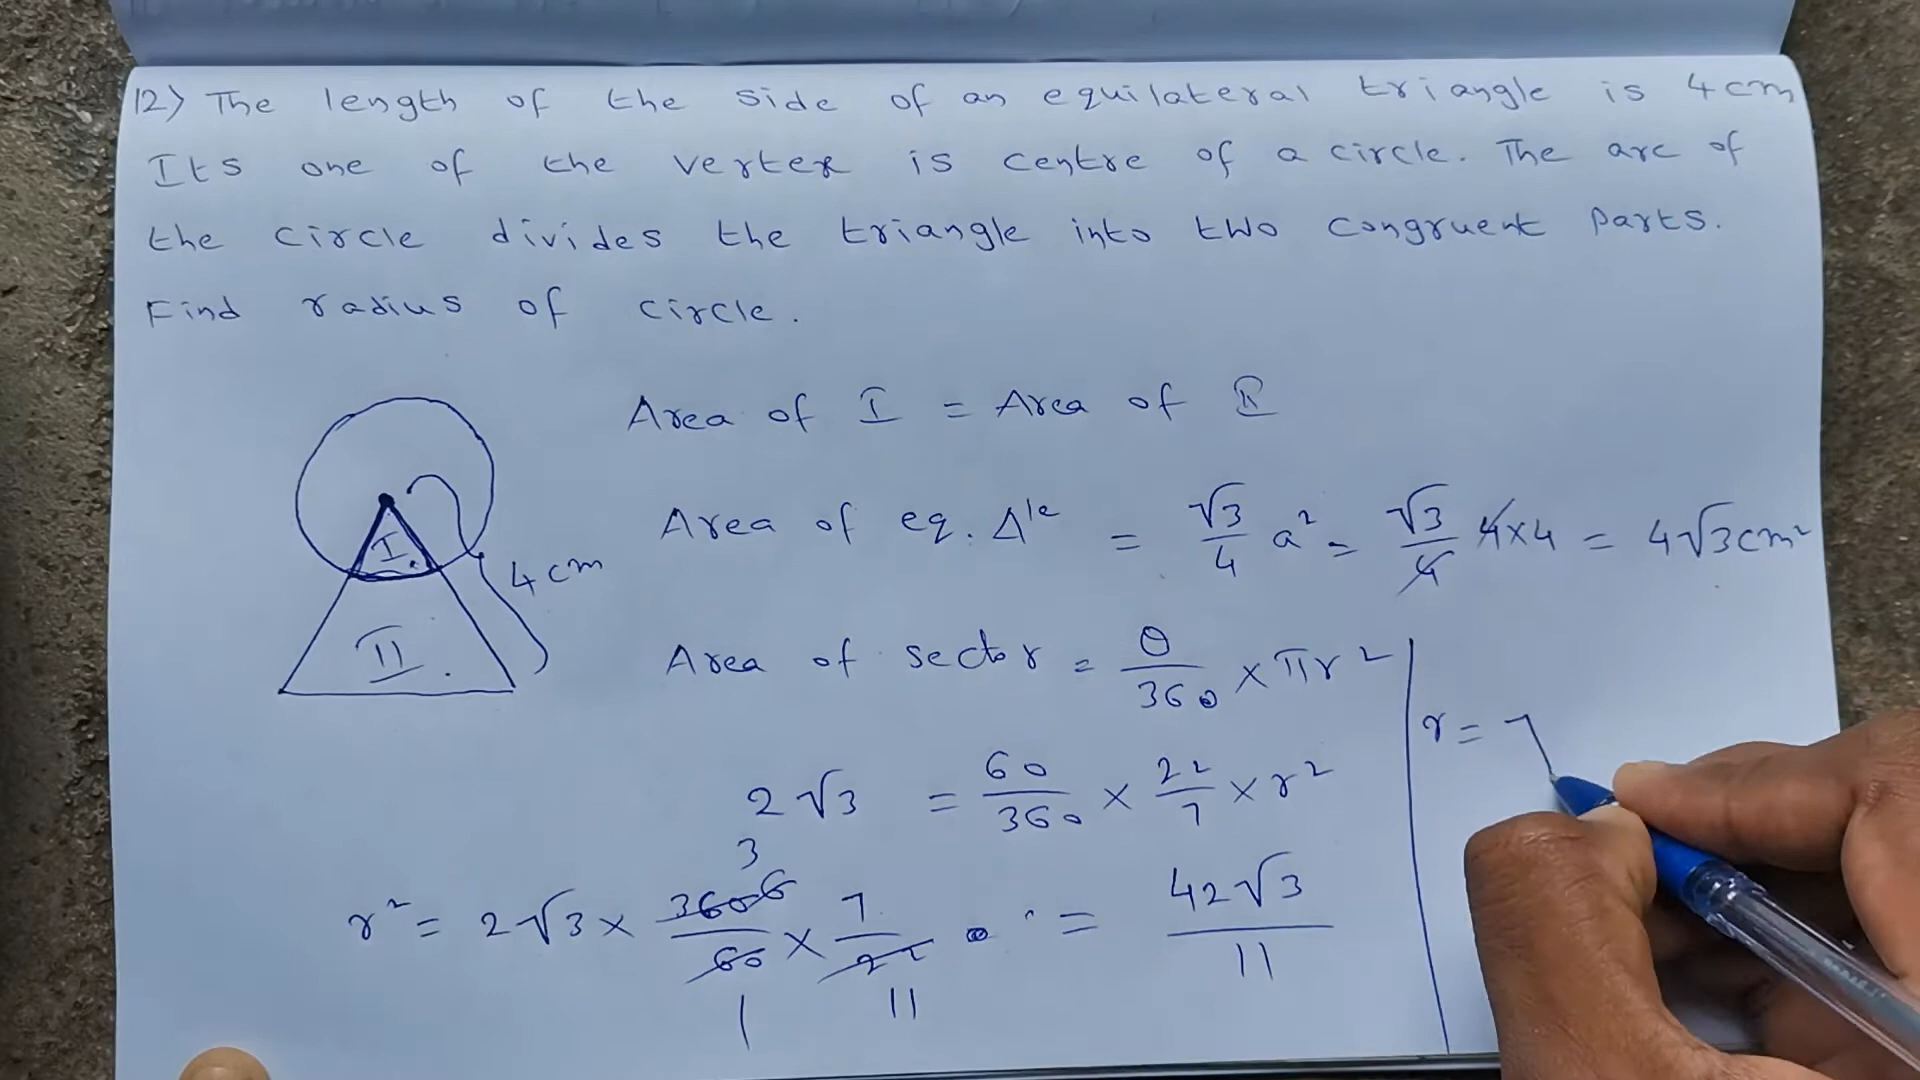 12) The length of the side of an equilateral triangle is 4cm
Its one of the vertex is centre of a circle. The arc of
the circle divides the triangle into two congruent parts.
Find radius of circle.
Area of I = Area of II
Area of eq. Δle = √3/4 a² = √3/4 4×4 = 4√3cm²
I.
4cm
II.
Area of sector = θ/360 × πr²
2√3 = 60/360 × 22/7 × r²
r² = 2√3 × 360/60 × 7/22 = 42√3/11
3 6
1 11
r =